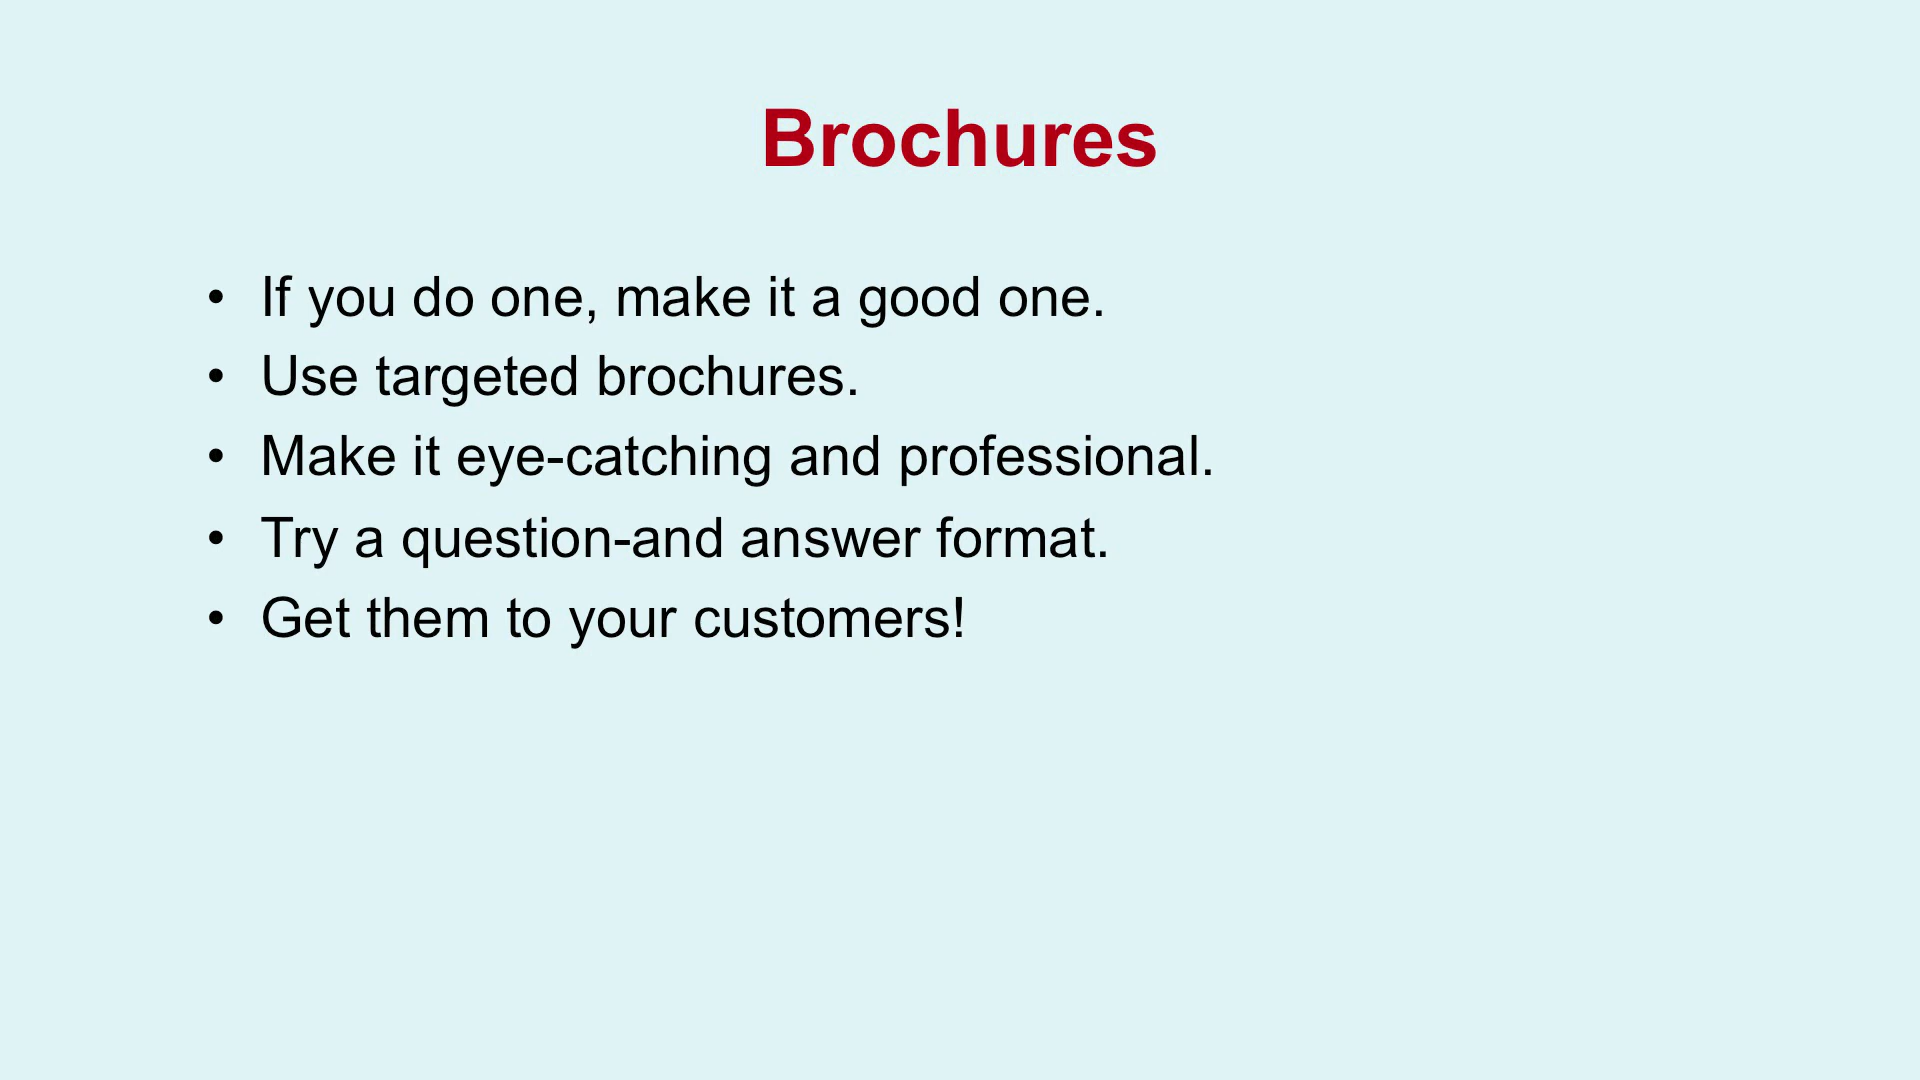 Brochures
• If you do one, make it a good one.
• Use targeted brochures.
• Make it eye-catching and professional.
• Try a question-and answer format.
• Get them to your customers!